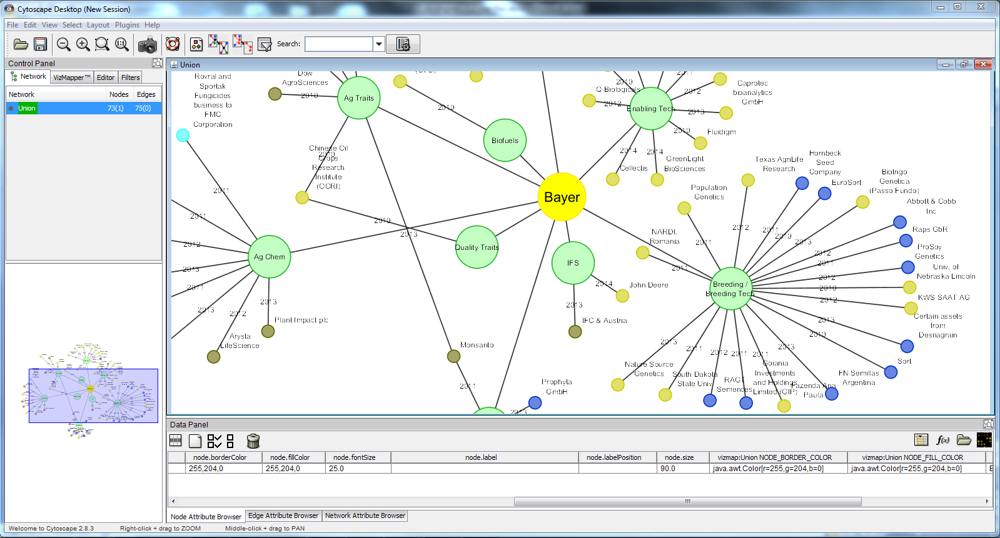 Cytoscape Desktop (New Session)
File Edit View Select Layout Plugins Help
1:1
Search:
Control Panel
Network
VizMapper™
Editor
Filters
Network Nodes Edges
Union 73(1) 75(0)
Union
Rovral and
Sportak
Fungicides
business to
FMC
Corporation
Dow
AgroSciences
2010
Ag Traits
2010
Biofuels
Chinese Oil
Crops
Research
Institute
(OCRI)
2010
2010
2013
2011
2011
2012
2013
2011
2013
2012
2013
Ag Chem
Plant Impact plc
Arysta
LifeScience
Quality Traits
Bayer
IFS
2014
John Deere
2013
IFC & Austria
Monsanto
2011
2013
Prophyta
GmbH
2010
2011
Q-Biologicals
2012
Enabling Tech
2012
Caprotec
bioanalytics
GmbH
2013
2010
Fluidigm
2014
2014
Cellectis
GreenLight
BioSciences
Population
Genetics
Texas AgriLife
Research
Hornbeck
Seed
Company
EuroSort
Biotrigo
Genetica
(Passo Fundo)
Abbott & Cobb
Inc
Raps GbR
ProSoy
Genetics
Univ. of
Nebraska-Lincoln
KWS SAAT AG
Certain assets
from
Desnagrain
Sort
FN Semillas
Argentina
Fazenda Ana
Paula
Goiania
Investments
and Holdings
Limited (GIP)
RAGT
Semences
South Dakota
State Univ
Nature Source
Genetics
NARDI.
Romania
Breeding /
Breeding Tech
2011
2012
2011
2010
2013
2012
2011
2012
2010
2012
2013
2010
2013
2011
2011
2012
2011
2013
2011
Data Panel
f(x)
node.borderColor node.fillColor node.fontSize node.label node.labelPosition node.size vizmap:Union NODE_BORDER_COLOR vizmap:Union NODE_FILL_COLOR
255,204,0 255,204,0 25.0 90.0 java.awt.Color[r=255,g=204,b=0] java.awt.Color[r=255,g=204,b=0] E
Node Attribute Browser
Edge Attribute Browser
Network Attribute Browser
Welcome to Cytoscape 2.8.3 Right-click + drag to ZOOM Middle-click + drag to PAN